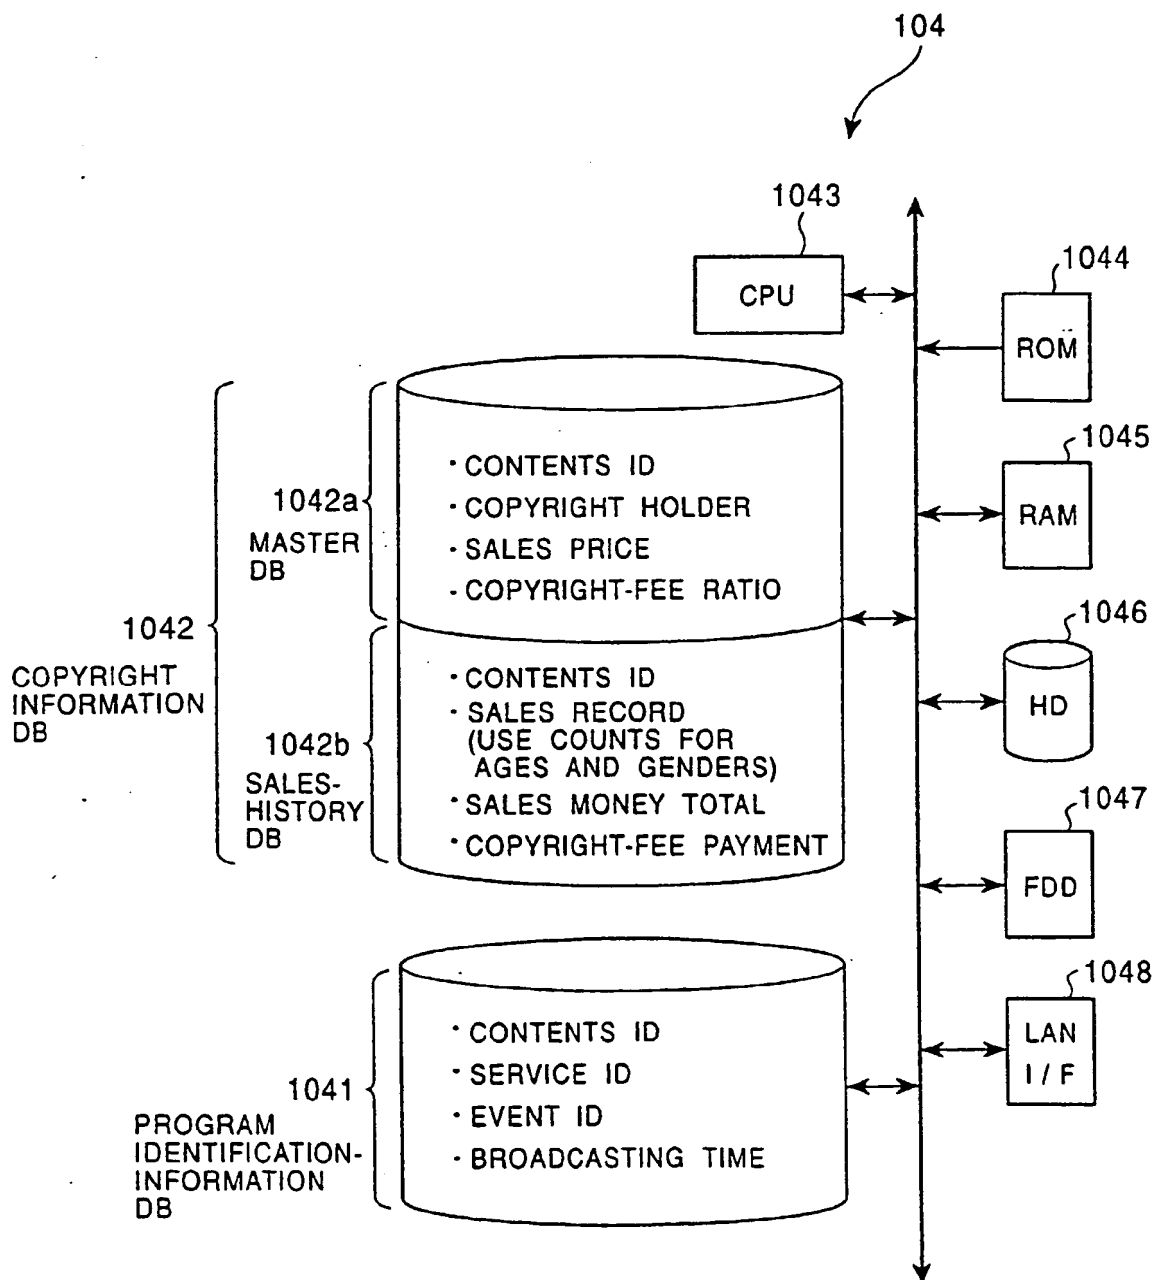 104
1043
CPU
1044
ROM
1045
RAM
1046
HD
1047
FDD
1048
LAN
I/F
1042
COPYRIGHT
INFORMATION
DB
1042a
MASTER
DB
· CONTENTS ID
· COPYRIGHT HOLDER
· SALES PRICE
· COPYRIGHT-FEE RATIO
1042b
SALES-
HISTORY
DB
· CONTENTS ID
· SALES RECORD
(USE COUNTS FOR
AGES AND GENDERS)
· SALES MONEY TOTAL
· COPYRIGHT-FEE PAYMENT
1041
PROGRAM
IDENTIFICATION-
INFORMATION
DB
· CONTENTS ID
· SERVICE ID
· EVENT ID
· BROADCASTING TIME